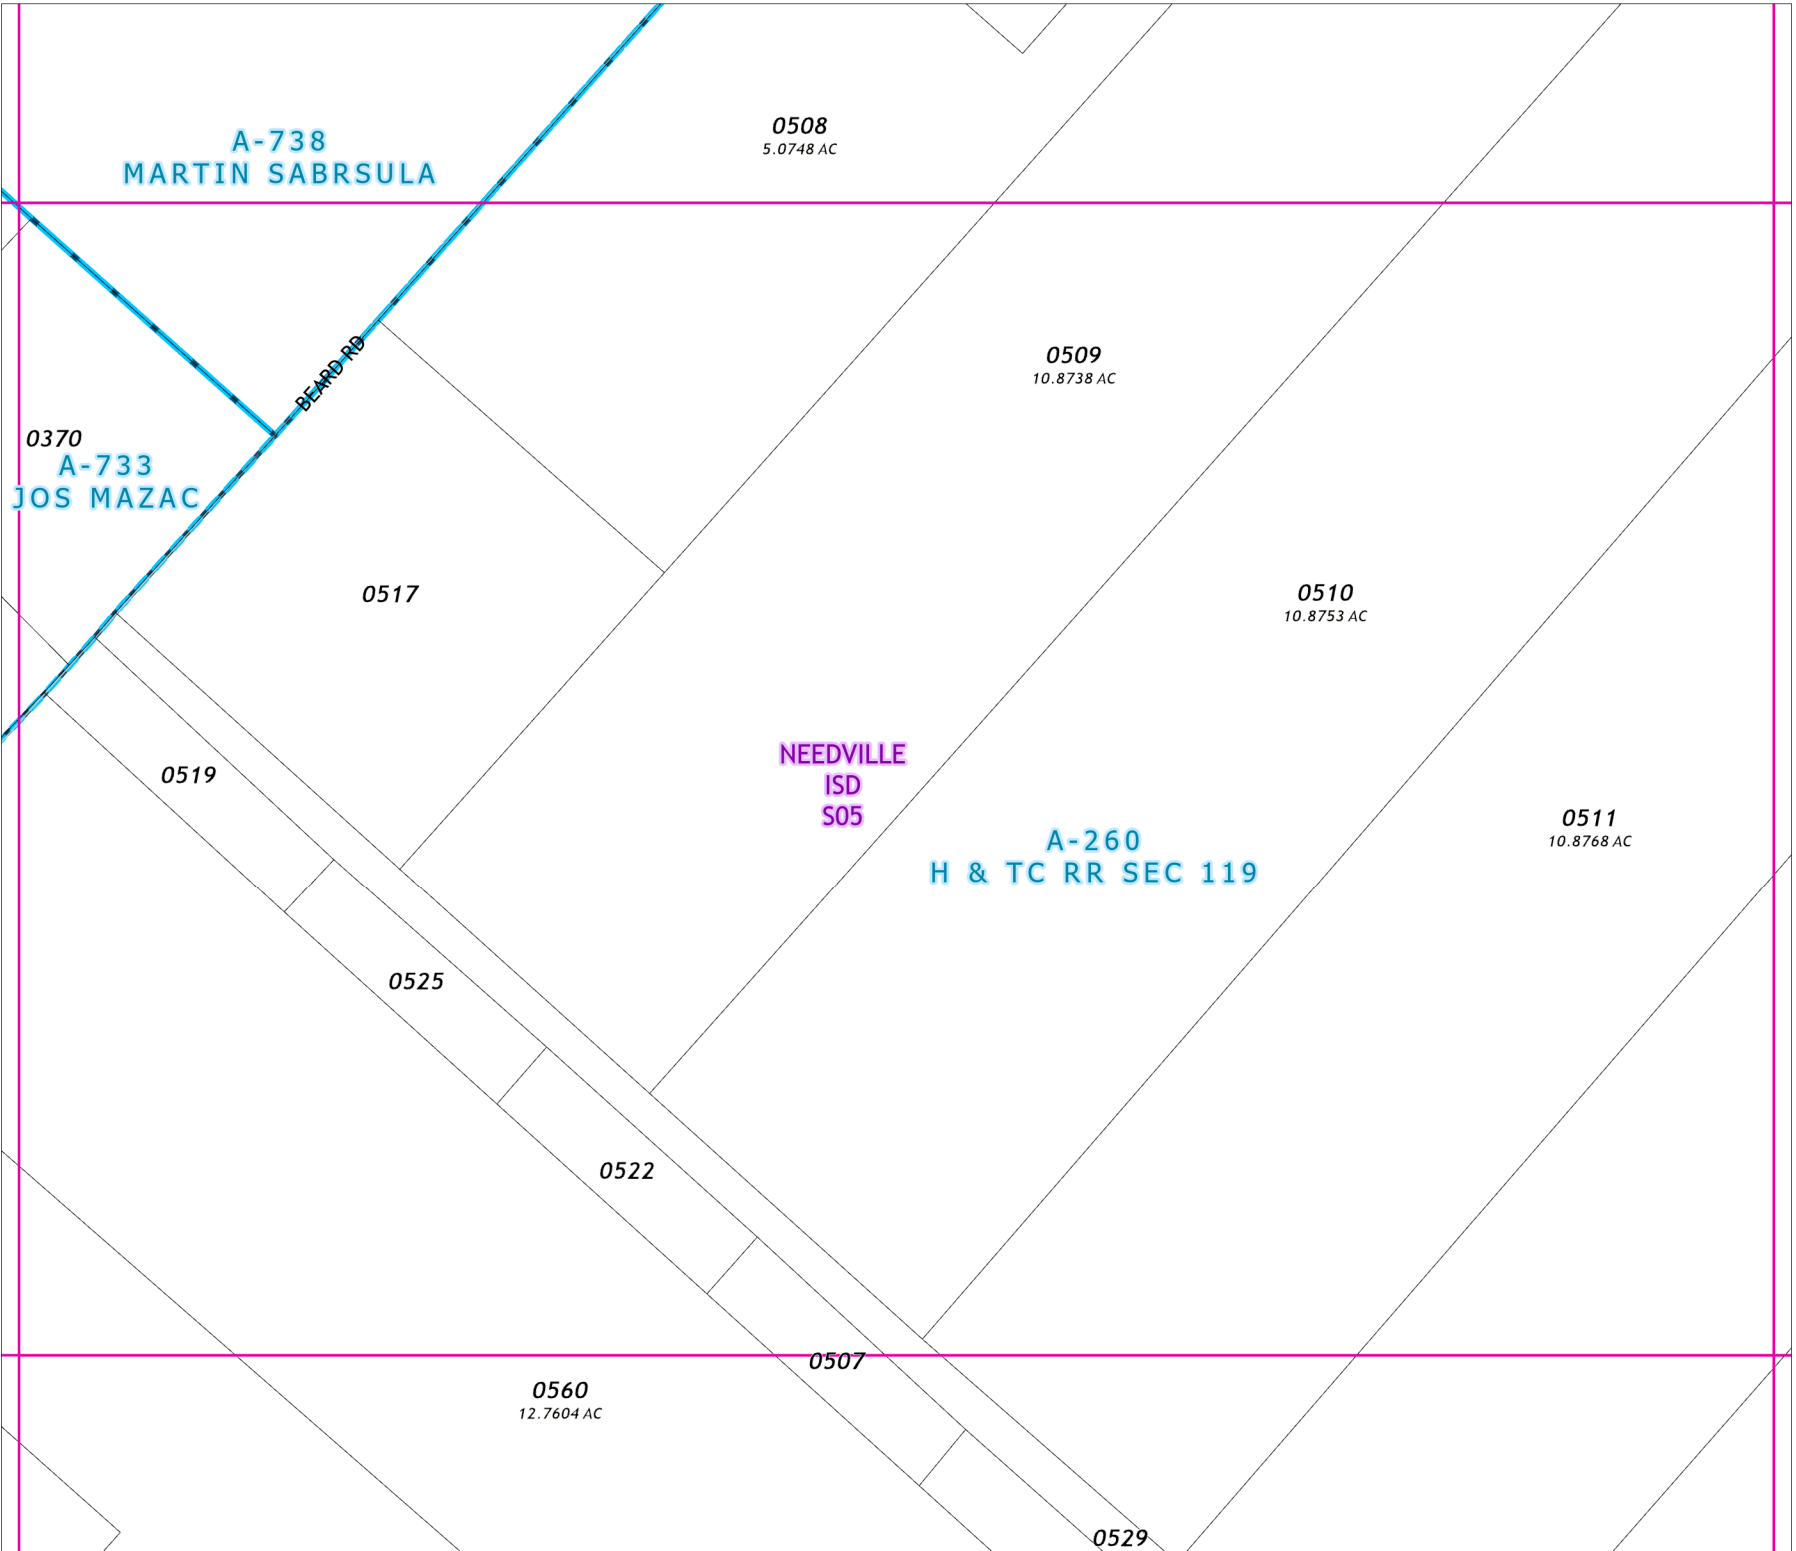 0508
5.0748 AC
A-738
MARTIN SABRSULA
BEARD RD
0509
10.8738 AC
0370
A-733
JOS MAZAC
0517
0510
10.8753 AC
NEEDVILLE
ISD
S05
0519
A-260
H & TC RR SEC 119
0511
10.8768 AC
0525
0522
0507
0560
12.7604 AC
0529